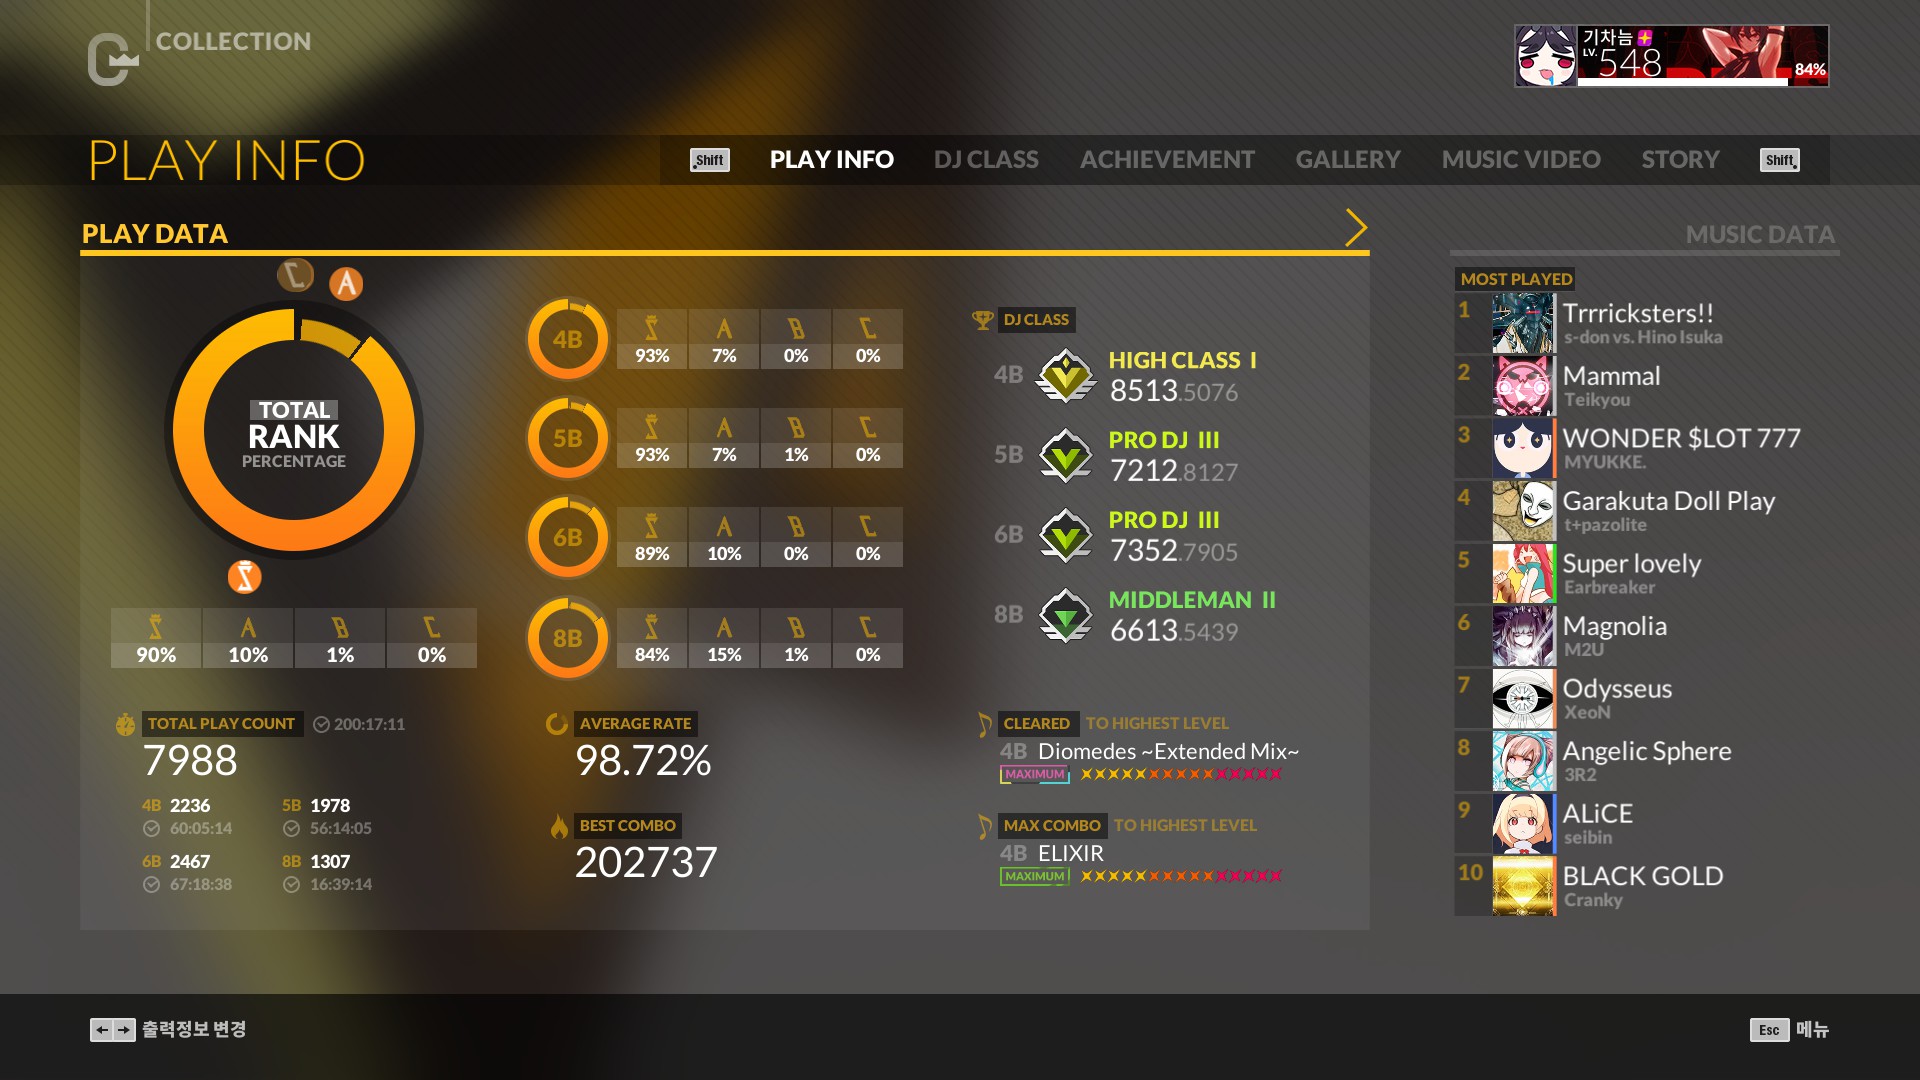 COLLECTION
기차늠
LV. 548
84%
PLAY INFO
Shift PLAY INFO DJ CLASS ACHIEVEMENT GALLERY MUSIC VIDEO STORY Shift
PLAY DATA
MUSIC DATA
A
TOTAL
RANK
PERCENTAGE
S A B C
90% 10% 1% 0%
4B
S A B C
93% 7% 0% 0%
5B
S A B C
93% 7% 1% 0%
6B
S A B C
89% 10% 0% 0%
8B
S A B C
84% 15% 1% 0%
DJ CLASS
4B HIGH CLASS I
8513.5076
5B PRO DJ III
7212.8127
6B PRO DJ III
7352.7905
8B MIDDLEMAN II
6613.5439
TOTAL PLAY COUNT 200:17:11
7988
4B 2236 5B 1978
60:05:14 56:14:05
6B 2467 8B 1307
67:18:38 16:39:14
AVERAGE RATE
98.72%
BEST COMBO
202737
CLEARED TO HIGHEST LEVEL
4B Diomedes ~Extended Mix~
MAXIMUM
MAX COMBO TO HIGHEST LEVEL
4B ELIXIR
MAXIMUM
MOST PLAYED
1 Trrricksters!!
s-don vs. Hino Isuka
2 Mammal
Teikyou
3 WONDER $LOT 777
MYUKKE.
4 Garakuta Doll Play
t+pazolite
5 Super lovely
Earbreaker
6 Magnolia
M2U
7 Odysseus
XeoN
8 Angelic Sphere
3R2
9 ALiCE
seibin
10 BLACK GOLD
Cranky
출력정보 변경
Esc 메뉴